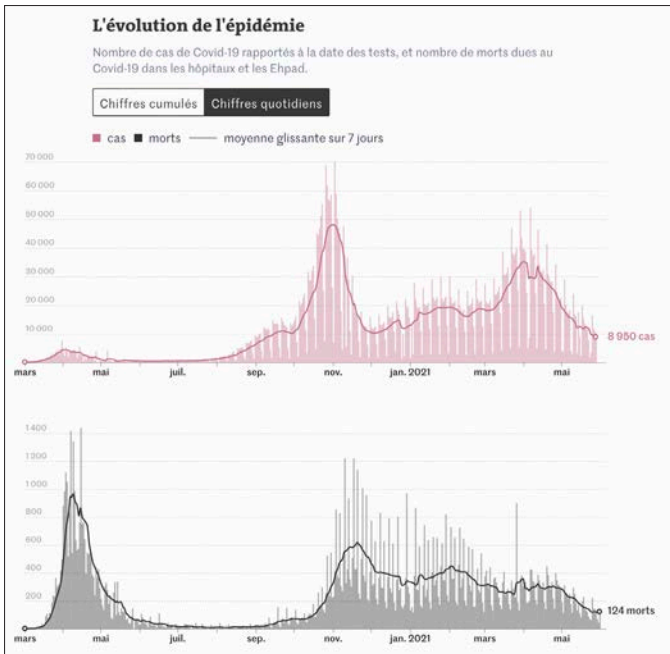 L'évolution de l'épidémie
Nombre de cas de Covid-19 rapportés à la date des tests, et nombre de morts dues au
Covid-19 dans les hôpitaux et les Ehpad.
Chiffres cumulés Chiffres quotidiens
cas morts moyenne glissante sur 7 jours
70 000
60 000
50 000
40 000
30 000
20 000
10 000
8 950 cas
mars mai juil. sep. nov. jan. 2021 mars mai
1400
1 200
1000
800
600
400
200
124 morts
mars mai juil. sep. nov. jan. 2021 mars mai